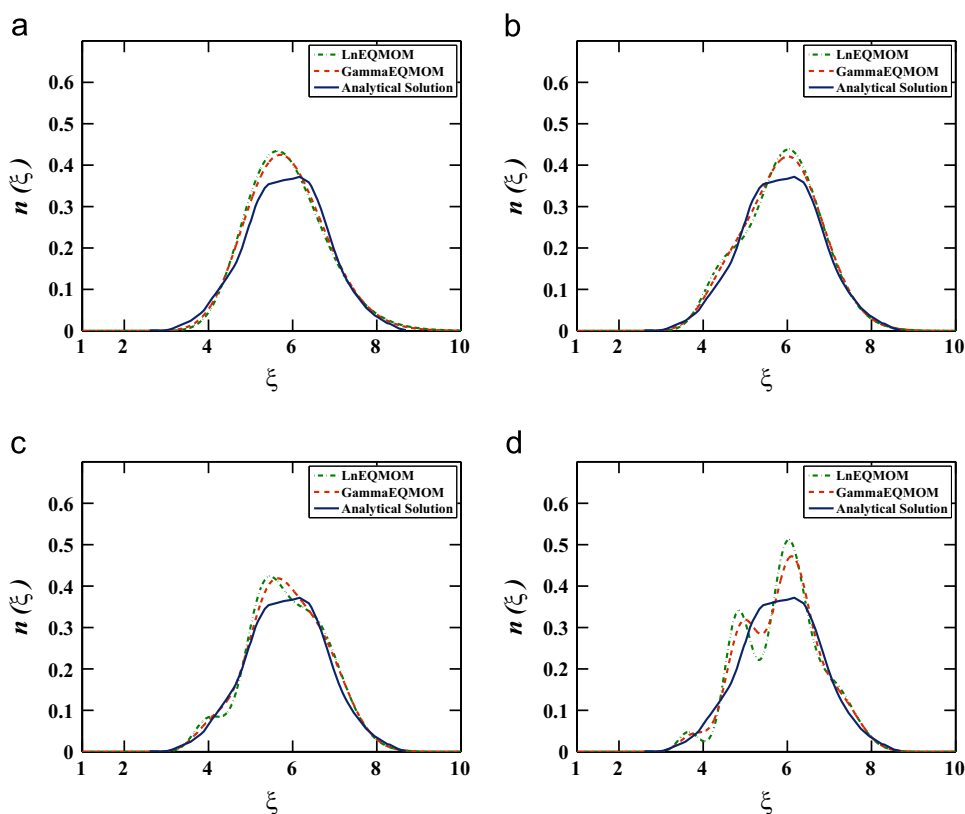 a
LnEQMOM
GammaEQMOM
Analytical Solution
0.6
0.5
0.4
0.3
0.2
0.1
0
n (ξ)
1 2 4 6 8 10
ξ
b
LnEQMOM
GammaEQMOM
Analytical Solution
0.6
0.5
0.4
0.3
0.2
0.1
0
n (ξ)
1 2 4 6 8 10
ξ
c
LnEQMOM
GammaEQMOM
Analytical Solution
0.6
0.5
0.4
0.3
0.2
0.1
0
n (ξ)
1 2 4 6 8 10
ξ
d
LnEQMOM
GammaEQMOM
Analytical Solution
0.6
0.5
0.4
0.3
0.2
0.1
0
n (ξ)
1 2 4 6 8 10
ξ